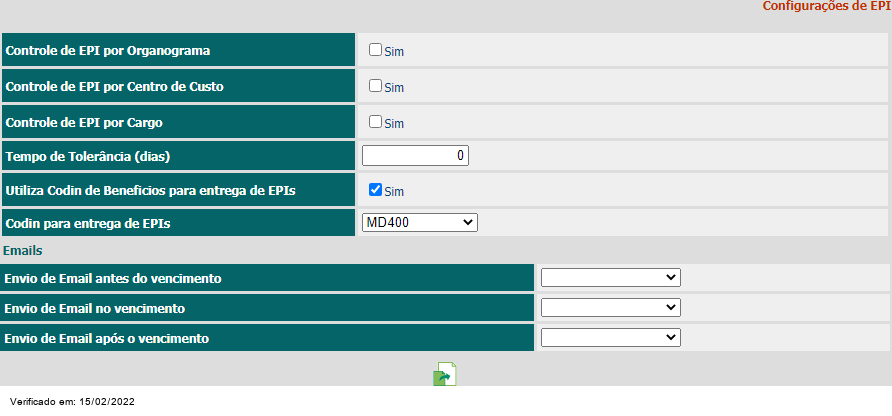 Configurações de EPI
Controle de EPI por Organograma Sim
Controle de EPI por Centro de Custo Sim
Controle de EPI por Cargo Sim
Tempo de Tolerância (dias) 0
Utiliza Codin de Beneficios para entrega de EPIs Sim
Codin para entrega de EPIs MD400
Emails
Envio de Email antes do vencimento
Envio de Email no vencimento
Envio de Email após o vencimento
Verificado em: 15/02/2022